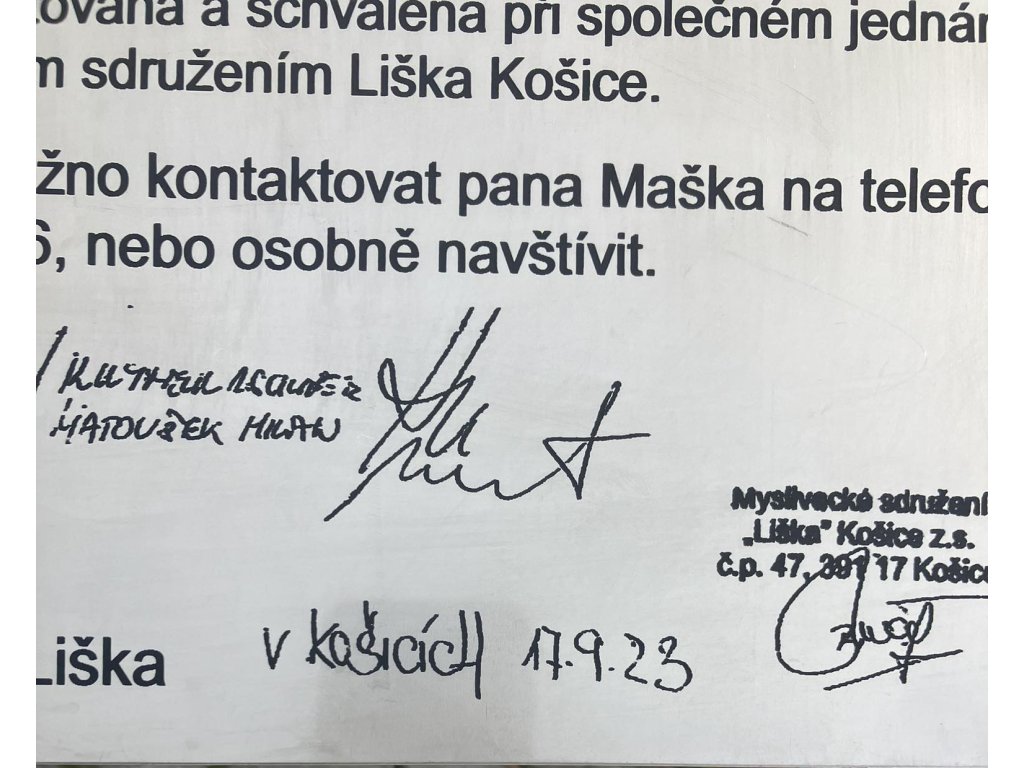 ována a schválena při společném jednán
m sdružením Liška Košice.
žno kontaktovat pana Maška na telefo
6, nebo osobně navštívit.
MATOUŠEK MILAN
Myslivecké sdružení
„Liška" Košice z.s.
č.p. 47, 391 17 Košice
Liška
v Košicích 17.9.23